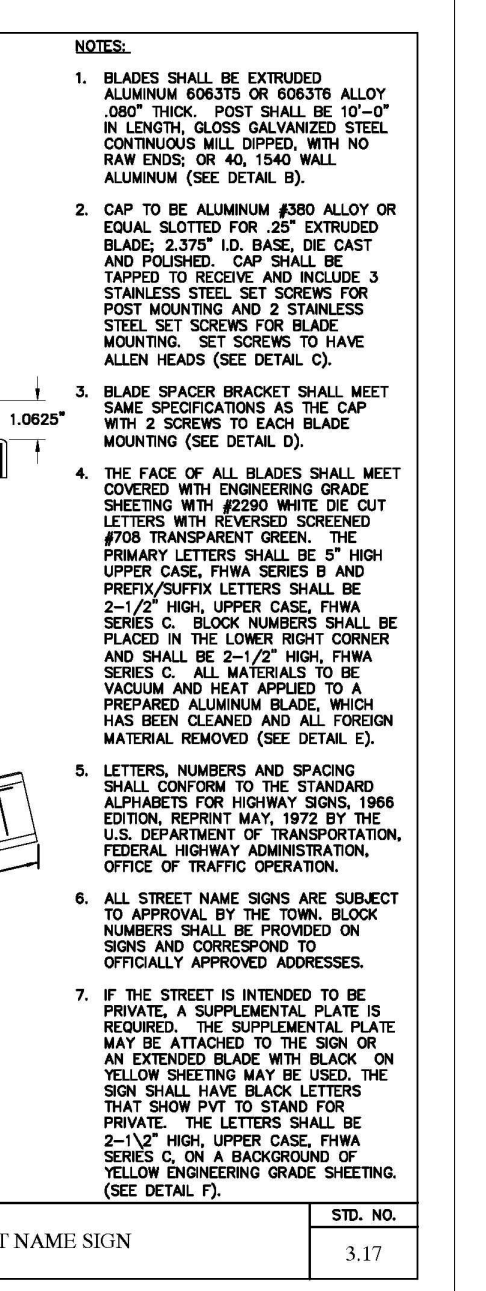 NOTES:
1. BLADES SHALL BE EXTRUDED
ALUMINUM 6063T5 OR 6063T6 ALLOY
.080" THICK. POST SHALL BE 10'-0"
IN LENGTH, GLOSS GALVANIZED STEEL
CONTINUOUS MILL DIPPED, WITH NO
RAW ENDS; OR 40, 1540 WALL
ALUMINUM (SEE DETAIL B).
2. CAP TO BE ALUMINUM #380 ALLOY OR
EQUAL SLOTTED FOR .25" EXTRUDED
BLADE; 2.375" I.D. BASE, DIE CAST
AND POLISHED. CAP SHALL BE
TAPPED TO RECEIVE AND INCLUDE 3
STAINLESS STEEL SET SCREWS FOR
POST MOUNTING AND 2 STAINLESS
STEEL SET SCREWS FOR BLADE
MOUNTING. SET SCREWS TO HAVE
ALLEN HEADS (SEE DETAIL C).
3. BLADE SPACER BRACKET SHALL MEET
SAME SPECIFICATIONS AS THE CAP
WITH 2 SCREWS TO EACH BLADE
MOUNTING (SEE DETAIL D).
1.0625"
4. THE FACE OF ALL BLADES SHALL MEET
COVERED WITH ENGINEERING GRADE
SHEETING WITH #2290 WHITE DIE CUT
LETTERS WITH REVERSED SCREENED
#708 TRANSPARENT GREEN. THE
PRIMARY LETTERS SHALL BE 5" HIGH
UPPER CASE, FHWA SERIES B AND
PREFIX/SUFFIX LETTERS SHALL BE
2-1/2" HIGH, UPPER CASE, FHWA
SERIES C. BLOCK NUMBERS SHALL BE
PLACED IN THE LOWER RIGHT CORNER
AND SHALL BE 2-1/2" HIGH, FHWA
SERIES C. ALL MATERIALS TO BE
VACUUM AND HEAT APPLIED TO A
PREPARED ALUMINUM BLADE, WHICH
HAS BEEN CLEANED AND ALL FOREIGN
MATERIAL REMOVED (SEE DETAIL E).
5. LETTERS, NUMBERS AND SPACING
SHALL CONFORM TO THE STANDARD
ALPHABETS FOR HIGHWAY SIGNS, 1966
EDITION, REPRINT MAY, 1972 BY THE
U.S. DEPARTMENT OF TRANSPORTATION,
FEDERAL HIGHWAY ADMINISTRATION,
OFFICE OF TRAFFIC OPERATION.
6. ALL STREET NAME SIGNS ARE SUBJECT
TO APPROVAL BY THE TOWN. BLOCK
NUMBERS SHALL BE PROVIDED ON
SIGNS AND CORRESPOND TO
OFFICIALLY APPROVED ADDRESSES.
7. IF THE STREET IS INTENDED TO BE
PRIVATE, A SUPPLEMENTAL PLATE IS
REQUIRED. THE SUPPLEMENTAL PLATE
MAY BE ATTACHED TO THE SIGN OR
AN EXTENDED BLADE WITH BLACK ON
YELLOW SHEETING MAY BE USED. THE
SIGN SHALL HAVE BLACK LETTERS
THAT SHOW PVT TO STAND FOR
PRIVATE. THE LETTERS SHALL BE
2-1\2" HIGH, UPPER CASE, FHWA
SERIES C, ON A BACKGROUND OF
YELLOW ENGINEERING GRADE SHEETING.
(SEE DETAIL F).
T NAME SIGN
STD. NO.
3.17